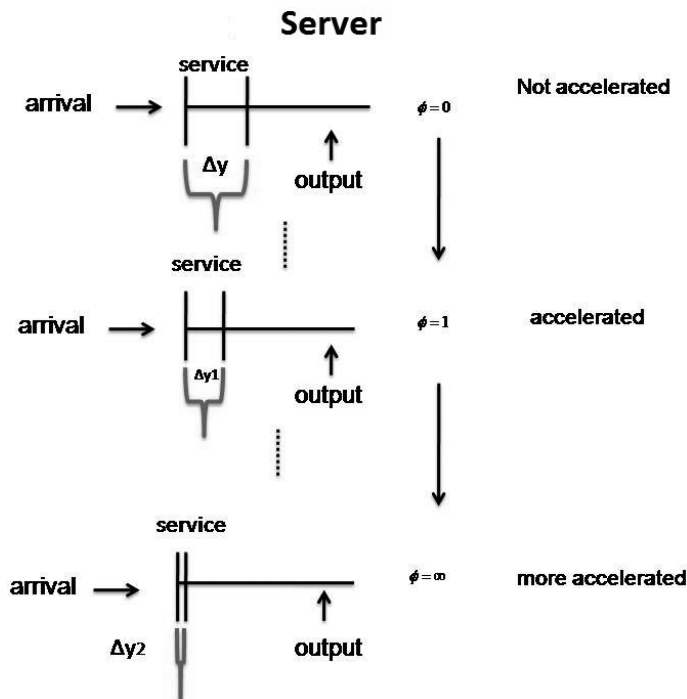 Server
service
arrival
ϕ=0
Not accelerated
Δy
output
service
arrival
ϕ=1
accelerated
Δy1
output
service
arrival
ϕ=∞
more accelerated
Δy2
output